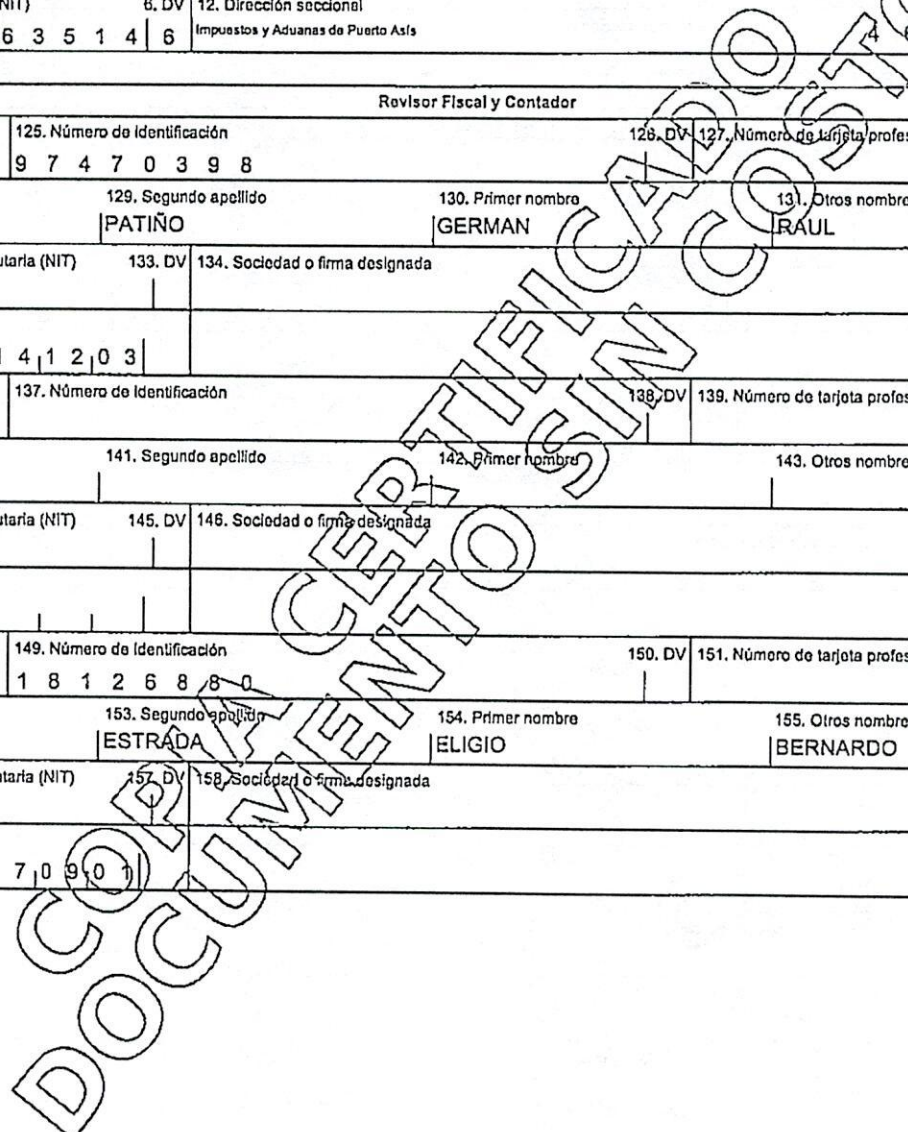 NIT) 6. DV 12. Dirección seccional
6 3 5 1 4 6 Impuestos y Aduanas de Puerto Asís 4 6
Revisor Fiscal y Contador
125. Número de Identificación 126. DV 127. Número de tarjeta profes
9 7 4 7 0 3 9 8
129. Segundo apellido 130. Primer nombre 131. Otros nombre
PATIÑO GERMAN RAUL
utaria (NIT) 133. DV 134. Sociedad o firma designada
4 1 2 0 3
137. Número de Identificación 138. DV 139. Número de tarjeta profes
141. Segundo apellido 142. Primer nombre 143. Otros nombre
utaria (NIT) 145. DV 146. Sociedad o firma designada
149. Número de Identificación 150. DV 151. Número de tarjeta profes
1 8 1 2 6 8 8 0
153. Segundo apellido 154. Primer nombre 155. Otros nombre
ESTRADA ELIGIO BERNARDO
utaria (NIT) 157. DV 158. Sociedad o firma designada
7 0 9 0 1
COPIA CERTIFICADO
DOCUMENTO SIN COSTO